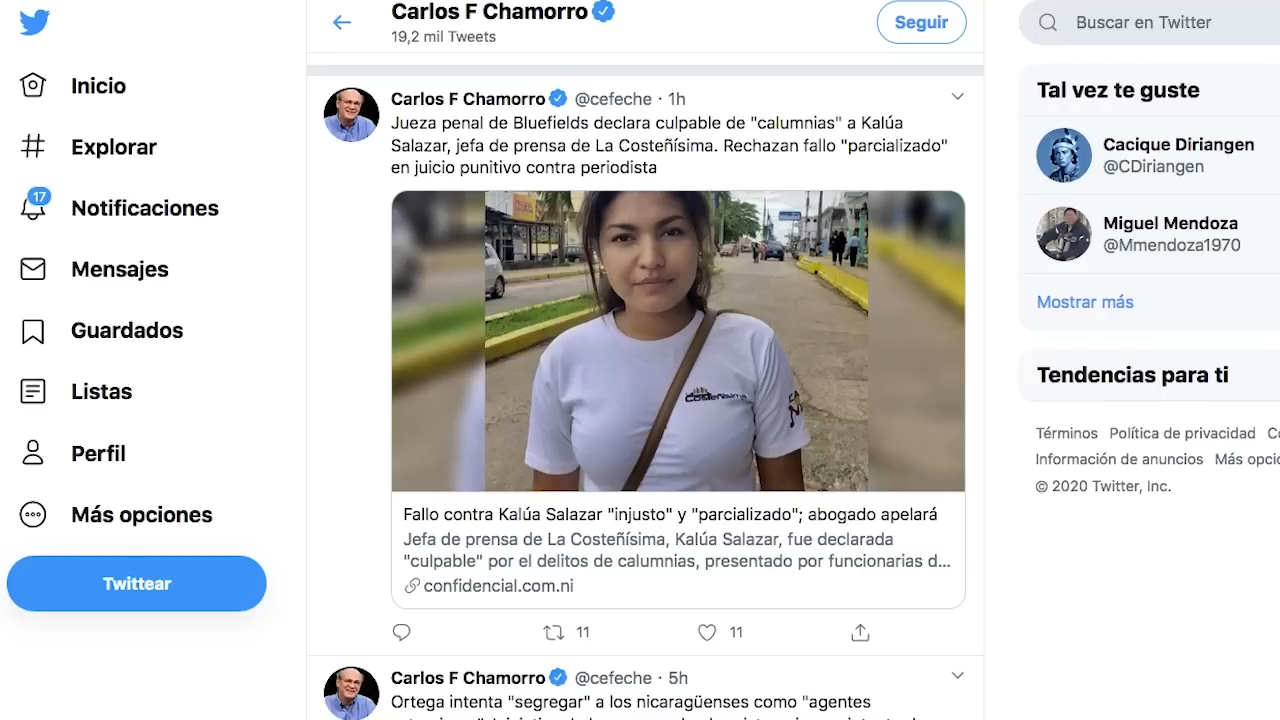 Inicio
Explorar
17
Notificaciones
Mensajes
Guardados
Listas
Perfil
Más opciones
Twittear
Carlos F Chamorro
19,2 mil Tweets
Seguir
Carlos F Chamorro @cefeche · 1h
Jueza penal de Bluefields declara culpable de "calumnias" a Kalúa
Salazar, jefa de prensa de La Costeñísima. Rechazan fallo "parcializado"
en juicio punitivo contra periodista
Costeñísima
Fallo contra Kalúa Salazar "injusto" y "parcializado"; abogado apelará
Jefa de prensa de La Costeñísima, Kalúa Salazar, fue declarada
"culpable" por el delitos de calumnias, presentado por funcionarias d...
confidencial.com.ni
11
11
Carlos F Chamorro @cefeche · 5h
Ortega intenta "segregar" a los nicaragüenses como "agentes
Buscar en Twitter
Tal vez te guste
Cacique Diriangen
@CDiriangen
Miguel Mendoza
@Mmendoza1970
Mostrar más
Tendencias para ti
Términos Política de privacidad
Información de anuncios Más opcio
© 2020 Twitter, Inc.